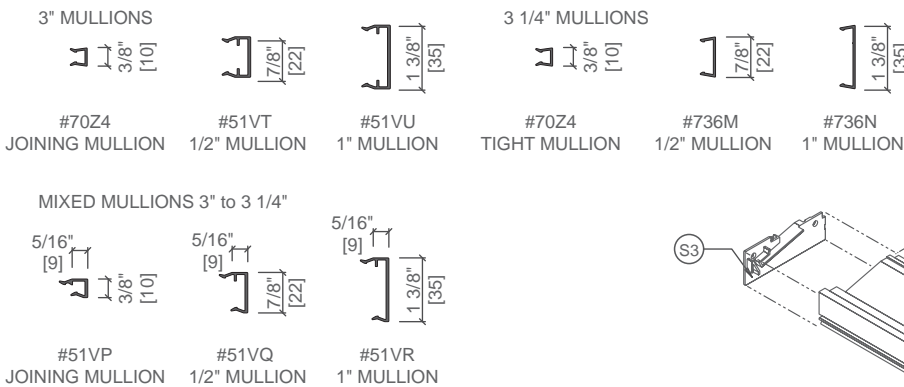 3" MULLIONS
3/8"
[10]
7/8"
[22]
1 3/8"
[35]
#70Z4
JOINING MULLION
#51VT
1/2" MULLION
#51VU
1" MULLION
3 1/4" MULLIONS
3/8"
[10]
7/8"
[22]
1 3/8"
[35]
#70Z4
TIGHT MULLION
#736M
1/2" MULLION
#736N
1" MULLION
MIXED MULLIONS 3" to 3 1/4"
5/16"
[9]
3/8"
[10]
5/16"
[9]
7/8"
[22]
5/16"
[9]
1 3/8"
[35]
#51VP
JOINING MULLION
#51VQ
1/2" MULLION
#51VR
1" MULLION
S3